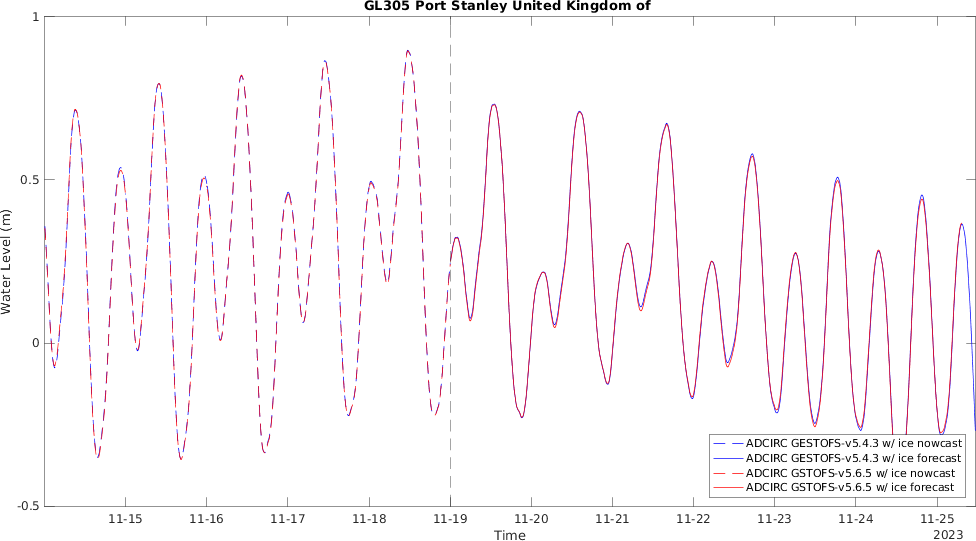 GL305 Port Stanley United Kingdom of
1
0.5
0
-0.5
Water Level (m)
ADCIRC GESTOFS-v5.4.3 w/ ice nowcast
ADCIRC GESTOFS-v5.4.3 w/ ice forecast
ADCIRC GSTOFS-v5.6.5 w/ ice nowcast
ADCIRC GSTOFS-v5.6.5 w/ ice forecast
11-15 11-16 11-17 11-18 11-19 11-20 11-21 11-22 11-23 11-24 11-25
Time
2023